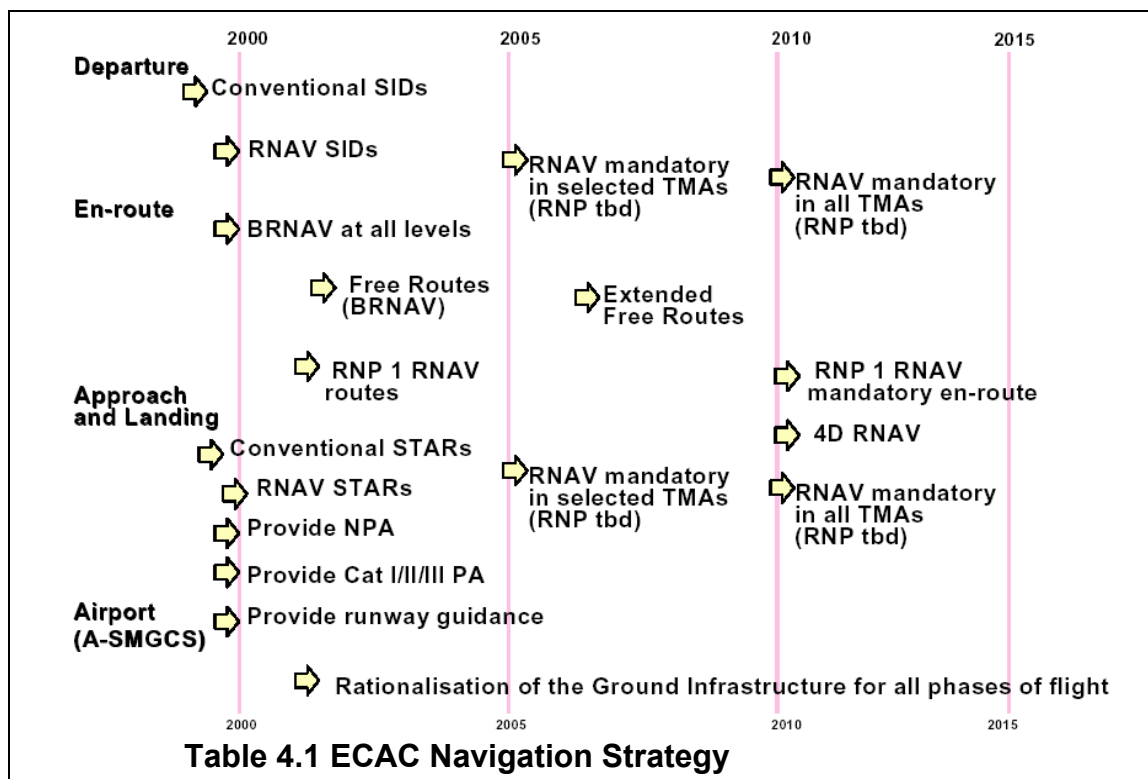 2000 2005 2010 2015
Departure
Conventional SIDs
RNAV SIDs
RNAV mandatory
in selected TMAs
(RNP tbd)
RNAV mandatory
in all TMAs
(RNP tbd)
En-route
BRNAV at all levels
Free Routes
(BRNAV)
Extended
Free Routes
RNP 1 RNAV
routes
RNP 1 RNAV
mandatory en-route
4D RNAV
Approach
and Landing
Conventional STARs
RNAV STARs
RNAV mandatory
in selected TMAs
(RNP tbd)
RNAV mandatory
in all TMAs
(RNP tbd)
Provide NPA
Provide Cat I/II/III PA
Airport
(A-SMGCS)
Provide runway guidance
Rationalisation of the Ground Infrastructure for all phases of flight
2000 2005 2010 2015
Table 4.1 ECAC Navigation Strategy